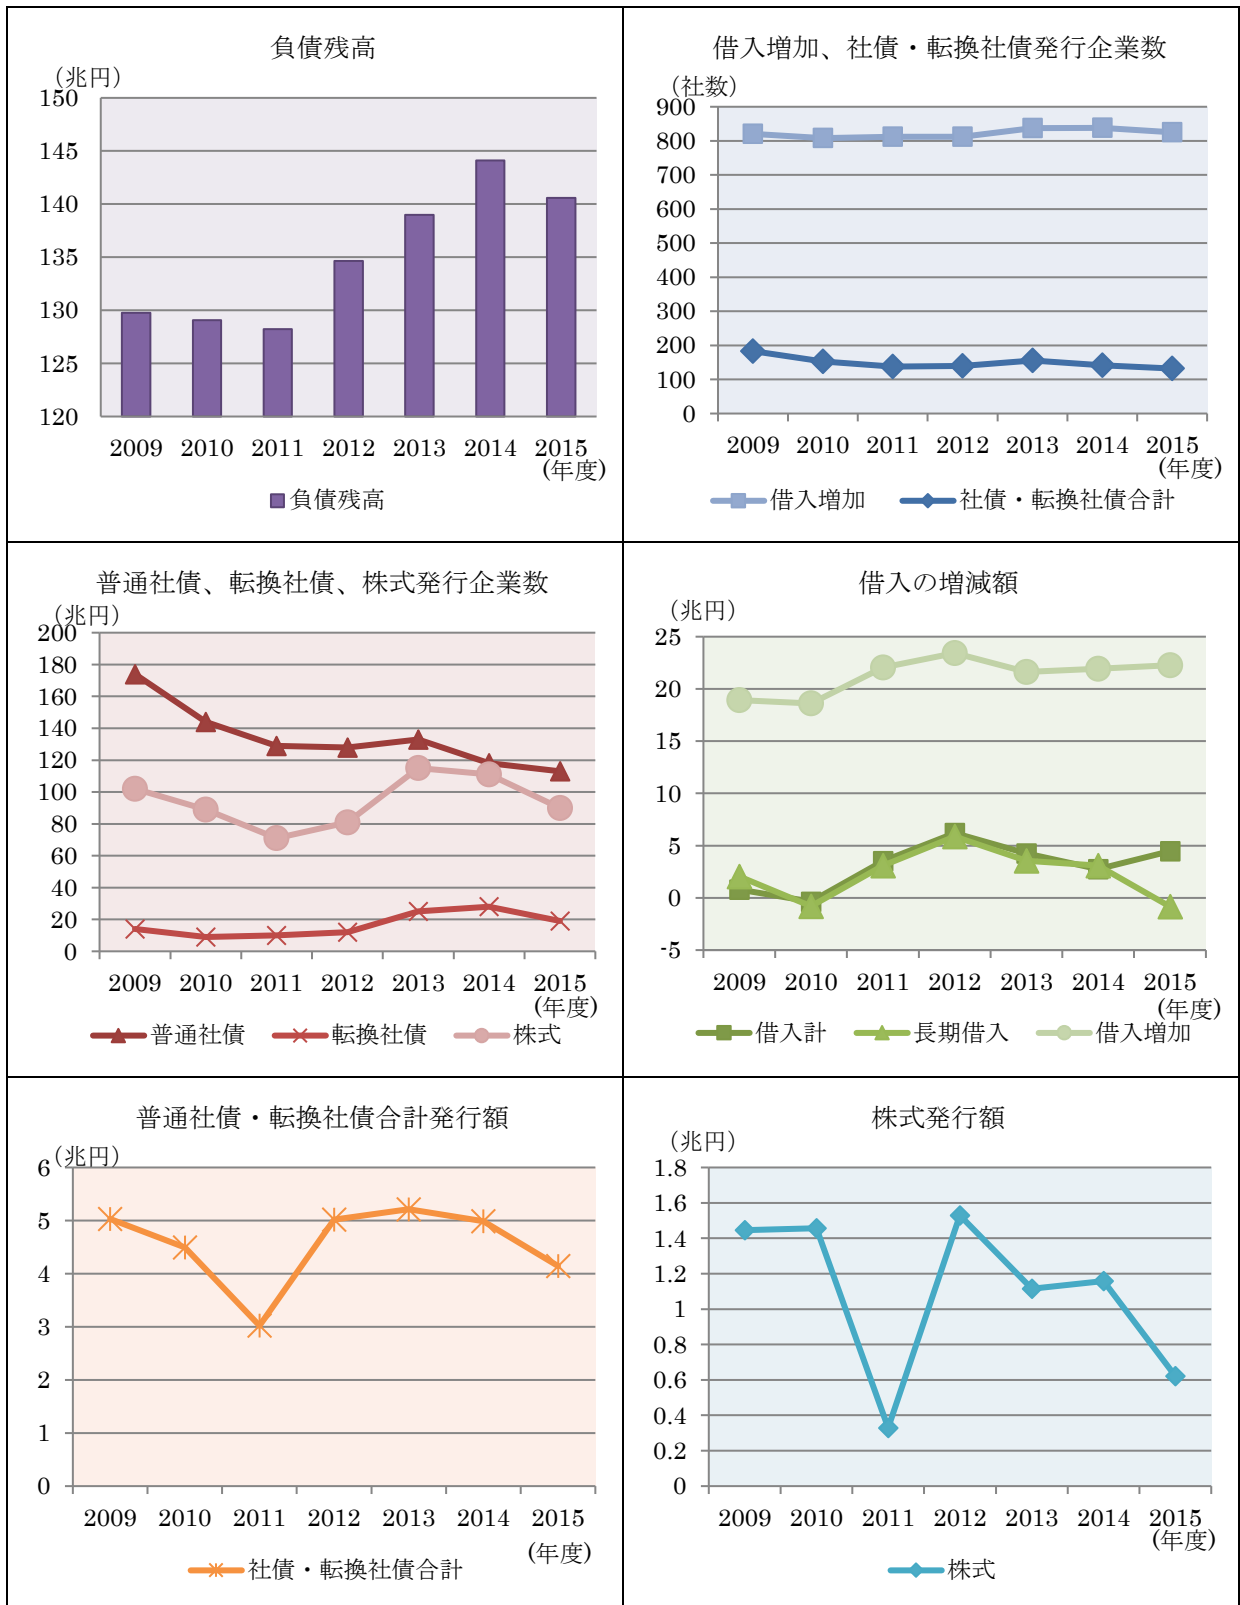 負債残高
（兆円）
150
145
140
135
130
125
120
2009 2010 2011 2012 2013 2014 2015
(年度)
負債残高
借入増加、社債・転換社債発行企業数
（社数）
900
800
700
600
500
400
300
200
100
0
2009 2010 2011 2012 2013 2014 2015
(年度)
借入増加 社債・転換社債合計
普通社債、転換社債、株式発行企業数
（兆円）
200
180
160
140
120
100
80
60
40
20
0
2009 2010 2011 2012 2013 2014 2015
(年度)
普通社債 転換社債 株式
借入の増減額
（兆円）
25
20
15
10
5
0
-5
2009 2010 2011 2012 2013 2014 2015
(年度)
借入計 長期借入 借入増加
普通社債・転換社債合計発行額
（兆円）
6
5
4
3
2
1
0
2009 2010 2011 2012 2013 2014 2015
(年度)
社債・転換社債合計
株式発行額
（兆円）
1.8
1.6
1.4
1.2
1
0.8
0.6
0.4
0.2
0
2009 2010 2011 2012 2013 2014 2015
(年度)
株式